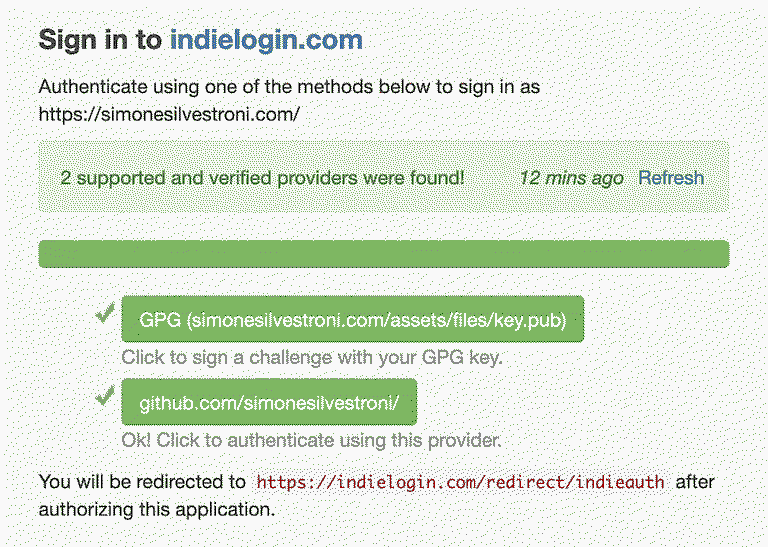 Sign in to indielogin.com
Authenticate using one of the methods below to sign in as
https://simonesilvestroni.com/
2 supported and verified providers were found! 12 mins ago Refresh
GPG (simonesilvestroni.com/assets/files/key.pub)
Click to sign a challenge with your GPG key.
github.com/simonesilvestroni/
Ok! Click to authenticate using this provider.
You will be redirected to https://indielogin.com/redirect/indieauth after
authorizing this application.